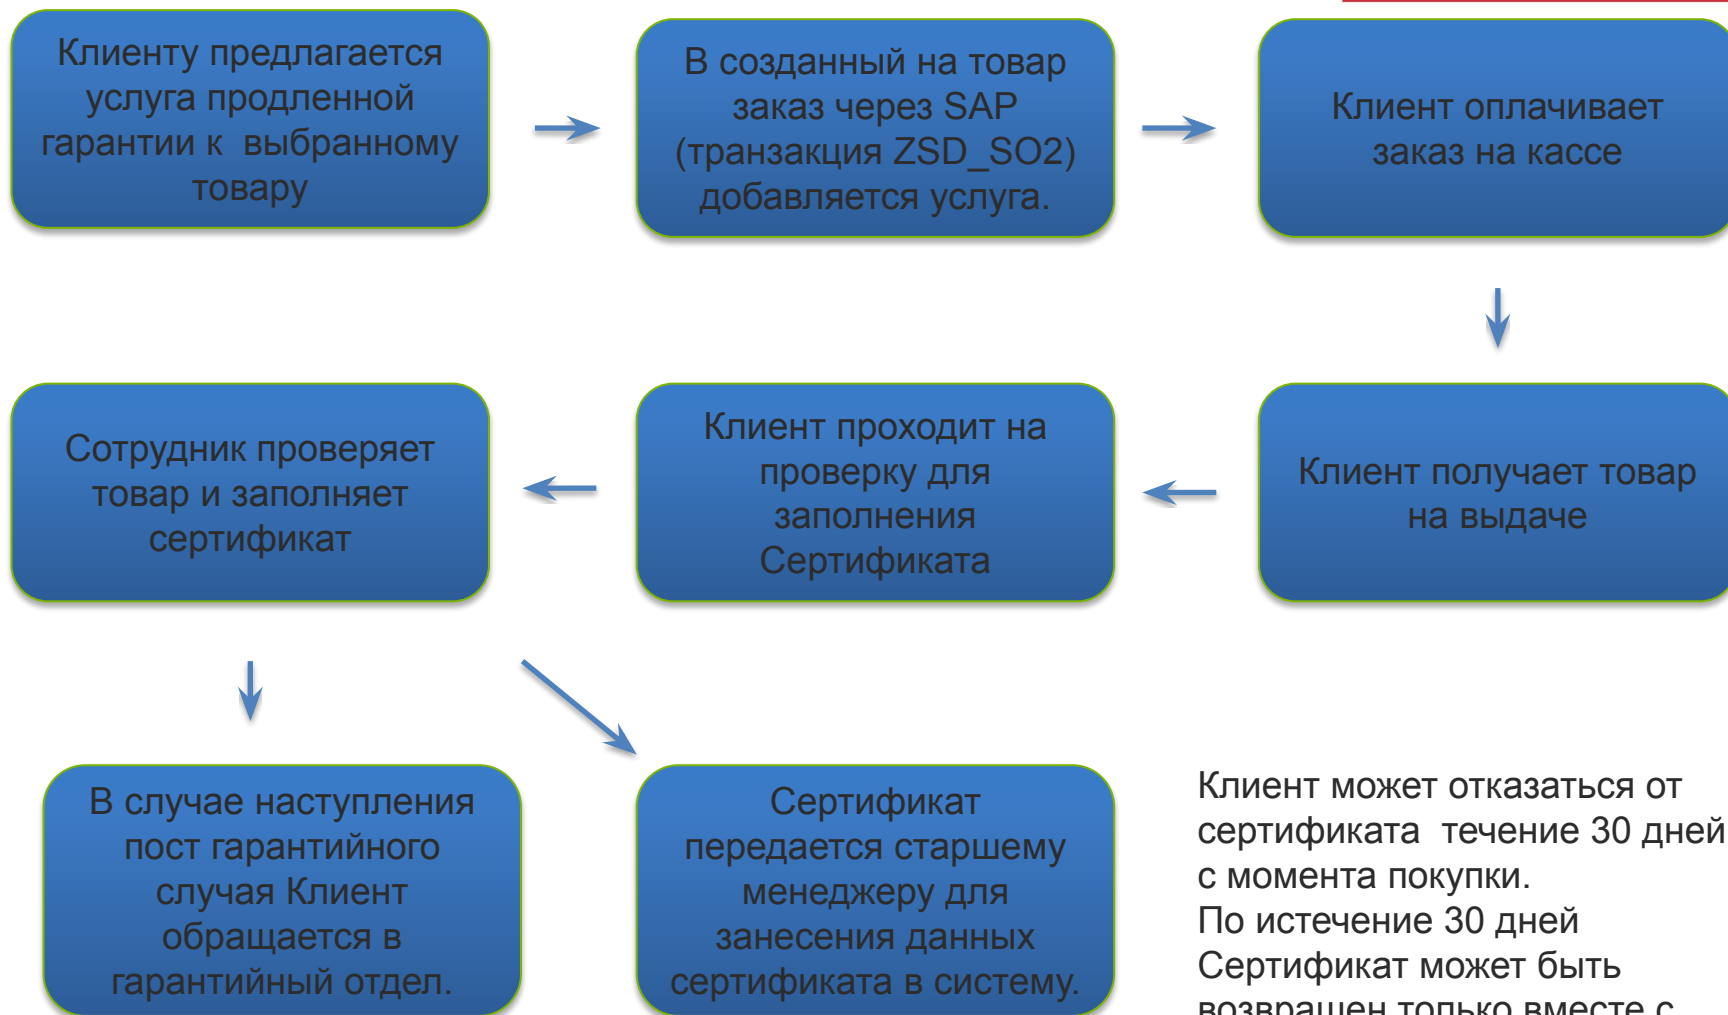 Клиенту предлагается
услуга продленной
гарантии к  выбранному
товару
В созданный на товар
заказ через SAP
(транзакция ZSD_SO2)
добавляется услуга.
Клиент оплачивает
заказ на кассе
Сотрудник проверяет
товар и заполняет
сертификат
Клиент проходит на
проверку для
заполнения
Сертификата
Клиент получает товар
на выдаче
В случае наступления
пост гарантийного
случая Клиент
обращается в
гарантийный отдел.
Сертификат
передается старшему
менеджеру для
занесения данных
сертификата в систему.
Клиент может отказаться от
сертификата  течение 30 дней
с момента покупки.
По истечение 30 дней
Сертификат может быть
возвращен только вместе с